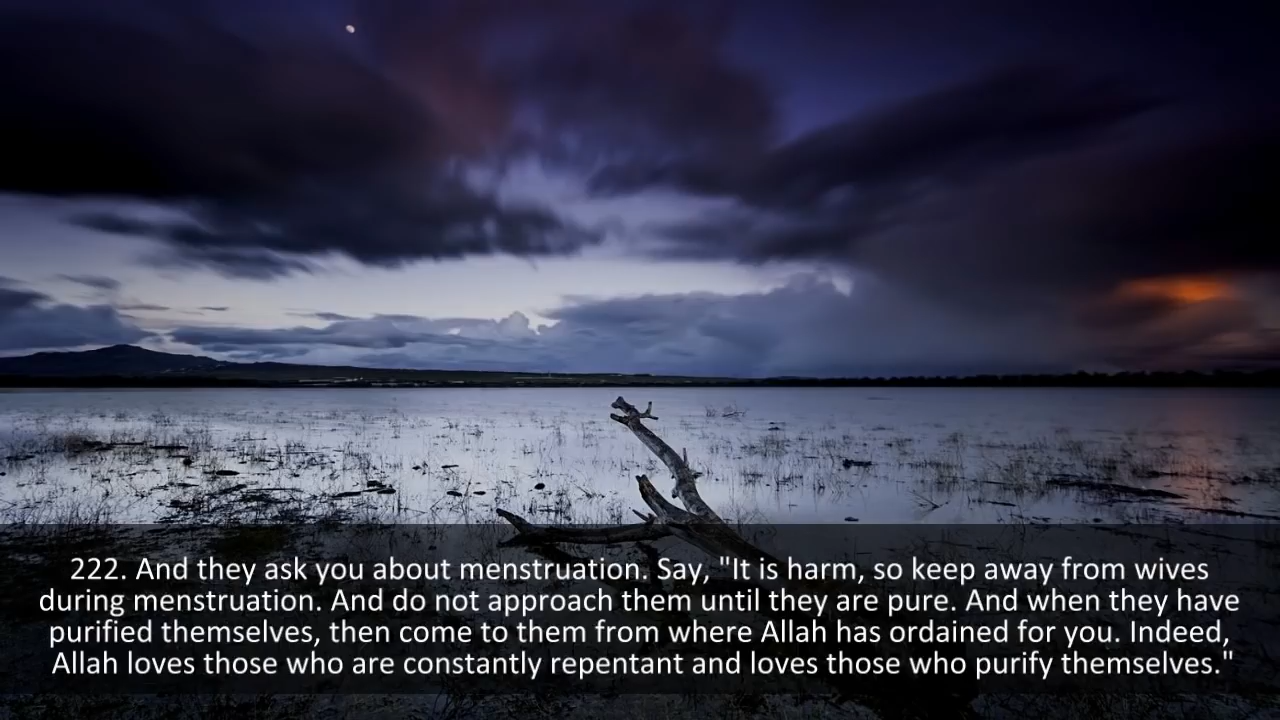 222. And they ask you about menstruation. Say, "It is harm, so keep away from wives
during menstruation. And do not approach them until they are pure. And when they have
purified themselves, then come to them from where Allah has ordained for you. Indeed,
Allah loves those who are constantly repentant and loves those who purify themselves."